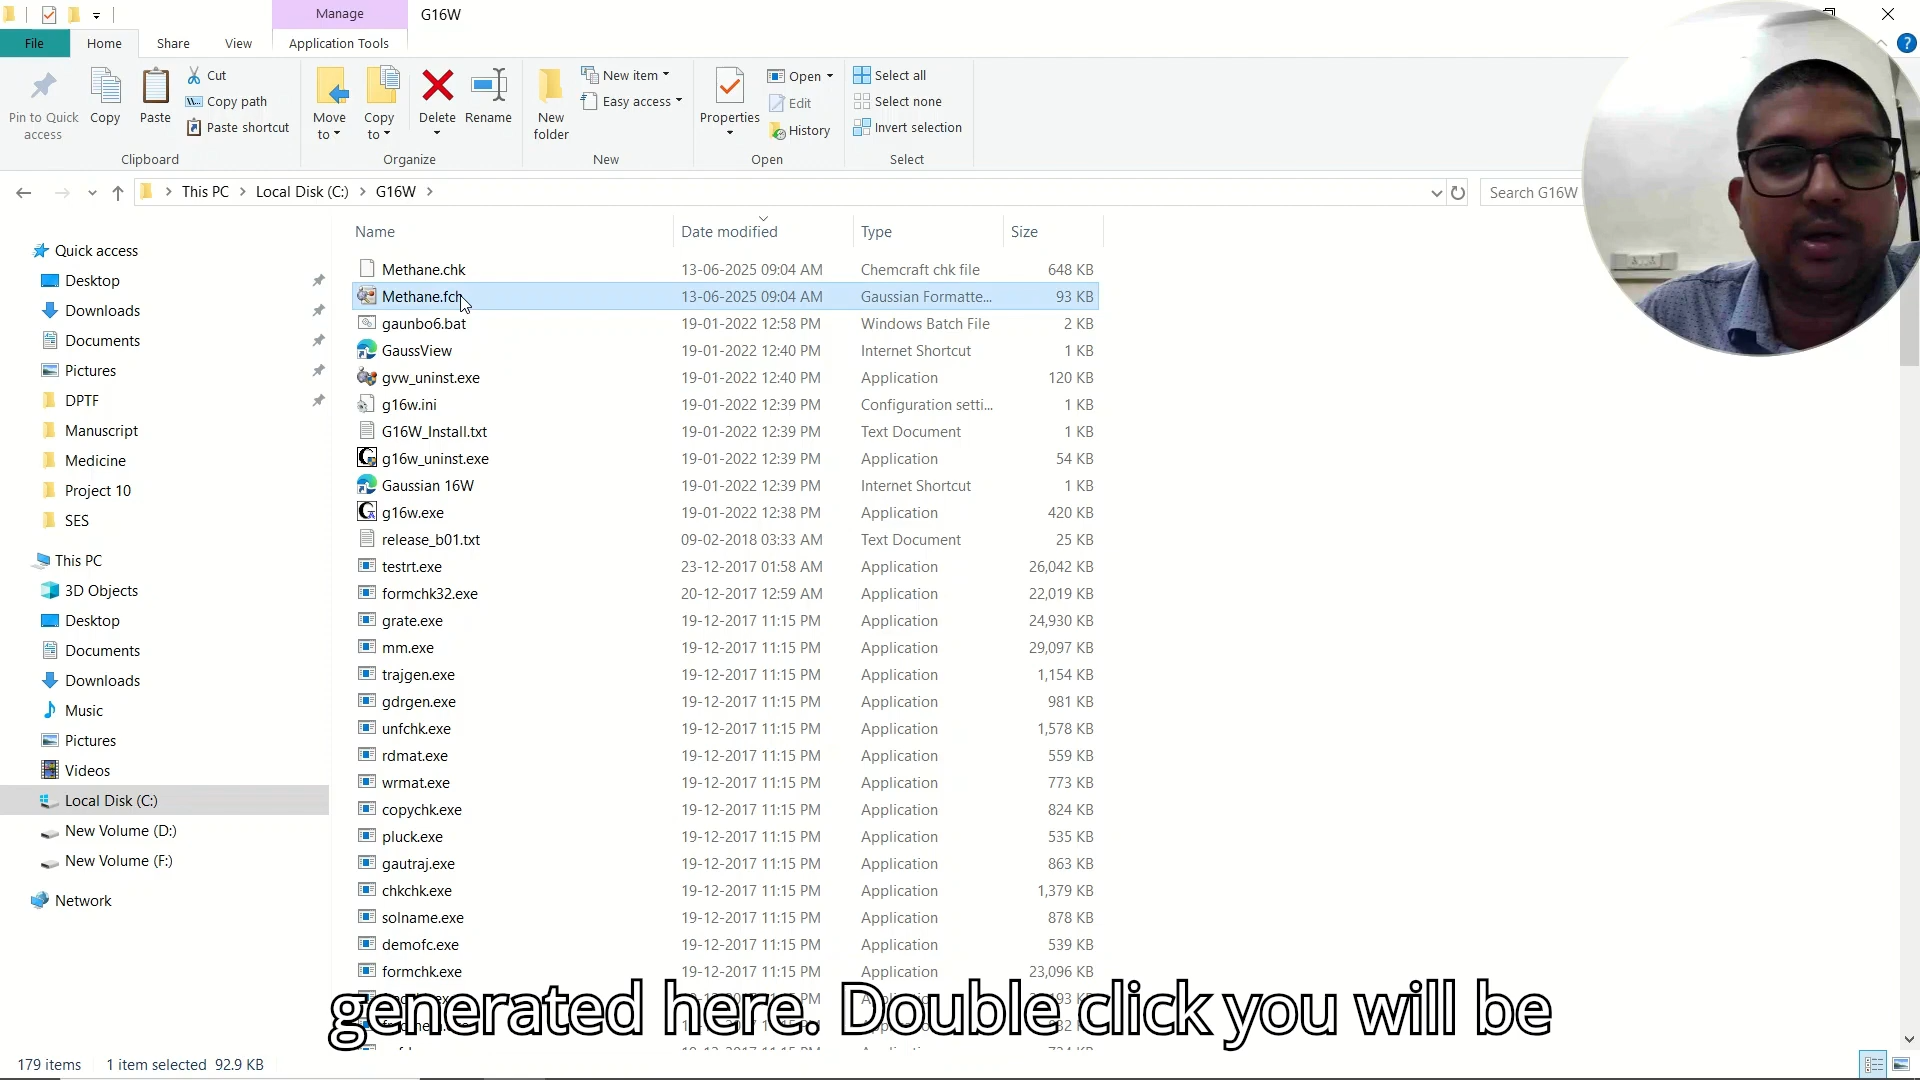 Manage
G16W
File
Home
Share
View
Application Tools
Pin to Quick access
Copy
Paste
Cut
Copy path
Paste shortcut
Clipboard
Move to
Copy to
Delete
Rename
Organize
New folder
New item
Easy access
New
Properties
Open
Edit
History
Open
Select all
Select none
Invert selection
Select
This PC
Local Disk (C:)
G16W
Search G16W
Quick access
Desktop
Downloads
Documents
Pictures
DPTF
Manuscript
Medicine
Project 10
SES
This PC
3D Objects
Desktop
Documents
Downloads
Music
Pictures
Videos
Local Disk (C:)
New Volume (D:)
New Volume (F:)
Network
Name Date modified Type Size
Methane.chk 13-06-2025 09:04 AM Chemcraft chk file 648 KB
Methane.fch 13-06-2025 09:04 AM Gaussian Formatte... 93 KB
gaunbo6.bat 19-01-2022 12:58 PM Windows Batch File 2 KB
GaussView 19-01-2022 12:40 PM Internet Shortcut 1 KB
gvw_uninst.exe 19-01-2022 12:40 PM Application 120 KB
g16w.ini 19-01-2022 12:39 PM Configuration setti... 1 KB
G16W_Install.txt 19-01-2022 12:39 PM Text Document 1 KB
g16w_uninst.exe 19-01-2022 12:39 PM Application 54 KB
Gaussian 16W 19-01-2022 12:39 PM Internet Shortcut 1 KB
g16w.exe 19-01-2022 12:38 PM Application 420 KB
release_b01.txt 09-02-2018 03:33 AM Text Document 25 KB
testrt.exe 23-12-2017 01:58 AM Application 26,042 KB
formchk32.exe 20-12-2017 12:59 AM Application 22,019 KB
grate.exe 19-12-2017 11:15 PM Application 24,930 KB
mm.exe 19-12-2017 11:15 PM Application 29,097 KB
trajgen.exe 19-12-2017 11:15 PM Application 1,154 KB
gdrgen.exe 19-12-2017 11:15 PM Application 981 KB
unfchk.exe 19-12-2017 11:15 PM Application 1,578 KB
rdmat.exe 19-12-2017 11:15 PM Application 559 KB
wrmat.exe 19-12-2017 11:15 PM Application 773 KB
copychk.exe 19-12-2017 11:15 PM Application 824 KB
pluck.exe 19-12-2017 11:15 PM Application 535 KB
gautraj.exe 19-12-2017 11:15 PM Application 863 KB
chkchk.exe 19-12-2017 11:15 PM Application 1,379 KB
solname.exe 19-12-2017 11:15 PM Application 878 KB
demofc.exe 19-12-2017 11:15 PM Application 539 KB
formchk.exe 19-12-2017 11:15 PM Application 23,096 KB
generated here. Double click you will be
179 items 1 item selected 92.9 KB